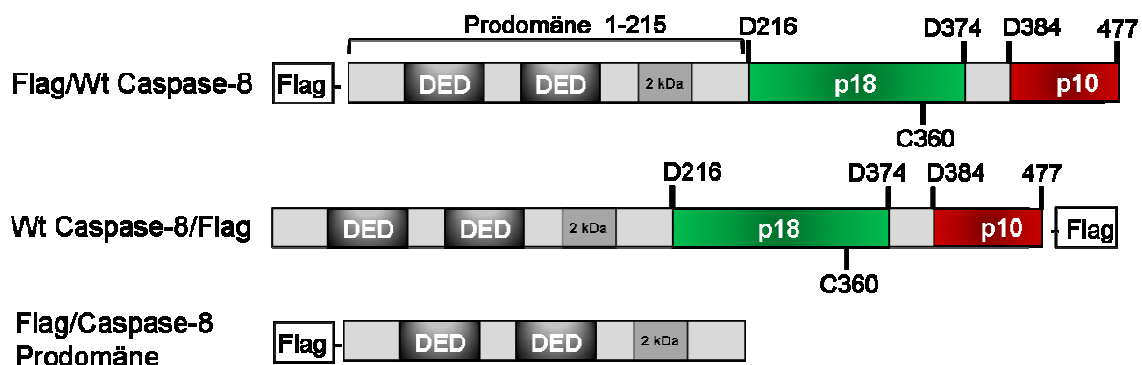 Prodomäne 1-215 D216 D374 D384 477
Flag/Wt Caspase-8 Flag DED DED 2 kDa p18 p10
C360
D216 D374 D384 477
Wt Caspase-8/Flag DED DED 2 kDa p18 p10 Flag
C360
Flag/Caspase-8
Prodomäne Flag DED DED 2 kDa